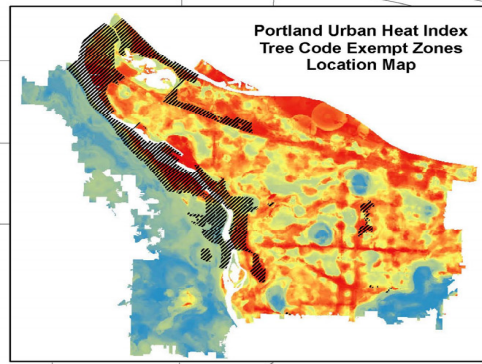 Portland Urban Heat Index
Tree Code Exempt Zones
Location Map